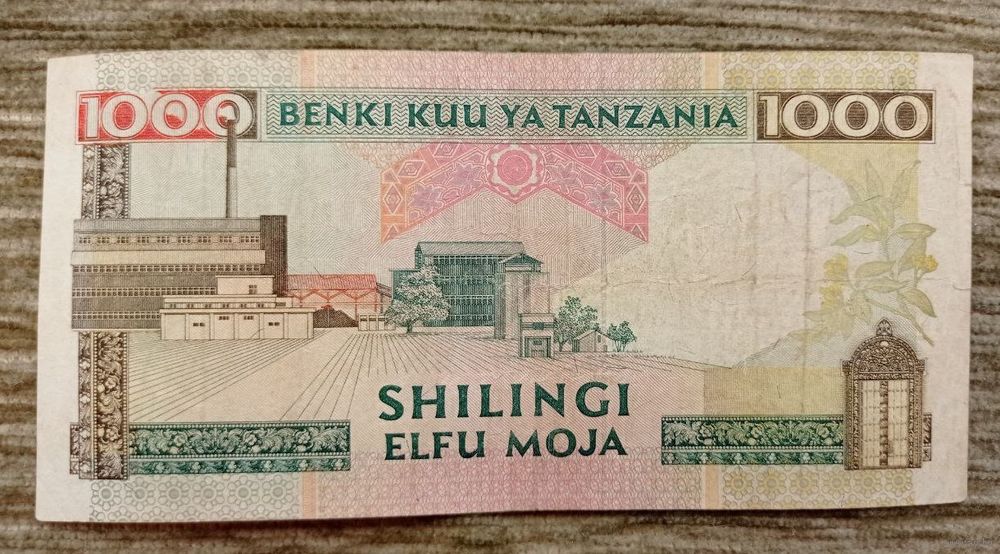 1000 BENKI KUU YA TANZANIA 1000
SHILINGI
ELFU MOJA